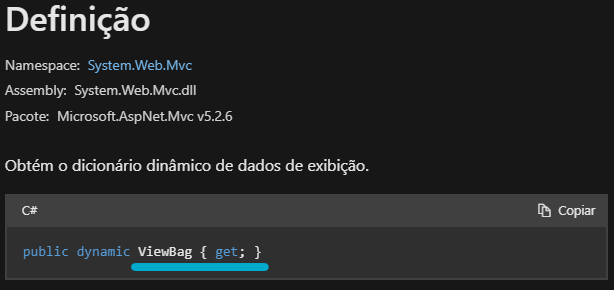 Definição
Namespace: System.Web.Mvc
Assembly: System.Web.Mvc.dll
Pacote: Microsoft.AspNet.Mvc v5.2.6
Obtém o dicionário dinâmico de dados de exibição.
C# Copiar
public dynamic ViewBag { get; }